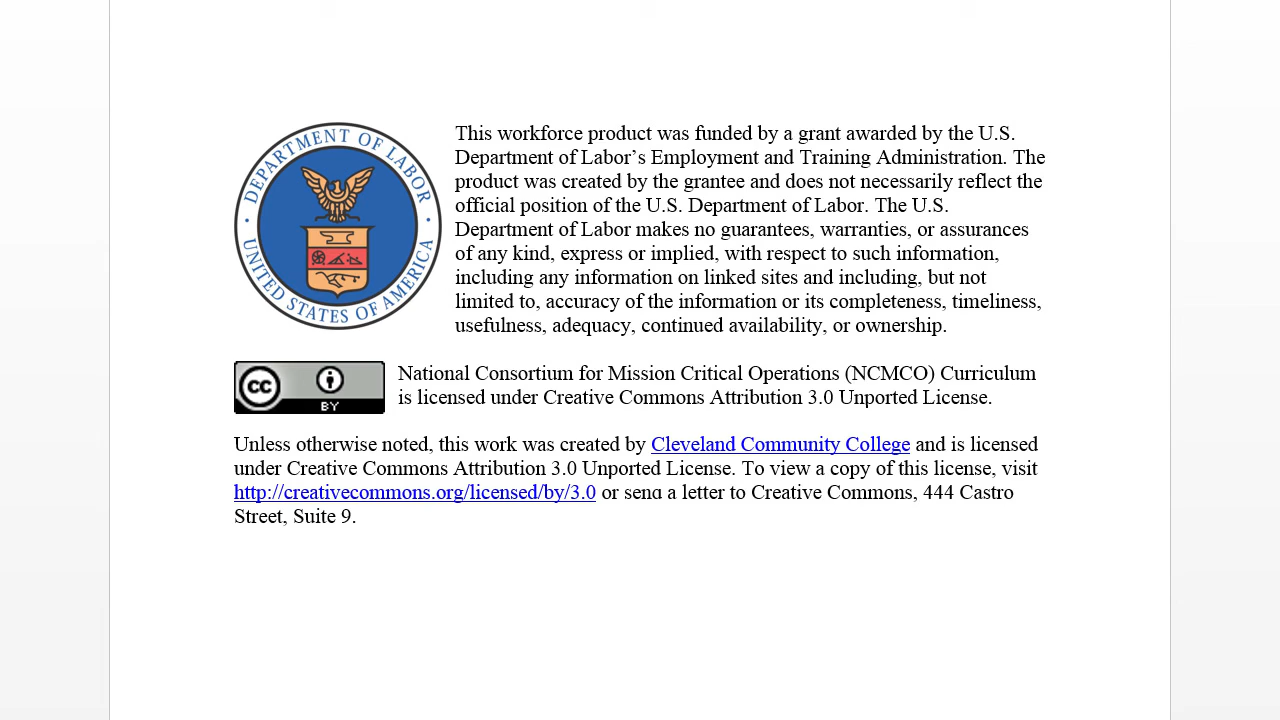 DEPARTMENT OF LABOR
UNITED STATES OF AMERICA
This workforce product was funded by a grant awarded by the U.S.
Department of Labor’s Employment and Training Administration. The
product was created by the grantee and does not necessarily reflect the
official position of the U.S. Department of Labor. The U.S.
Department of Labor makes no guarantees, warranties, or assurances
of any kind, express or implied, with respect to such information,
including any information on linked sites and including, but not
limited to, accuracy of the information or its completeness, timeliness,
usefulness, adequacy, continued availability, or ownership.
cc
BY
National Consortium for Mission Critical Operations (NCMCO) Curriculum
is licensed under Creative Commons Attribution 3.0 Unported License.
Unless otherwise noted, this work was created by Cleveland Community College and is licensed
under Creative Commons Attribution 3.0 Unported License. To view a copy of this license, visit
http://creativecommons.org/licensed/by/3.0 or send a letter to Creative Commons, 444 Castro
Street, Suite 9.